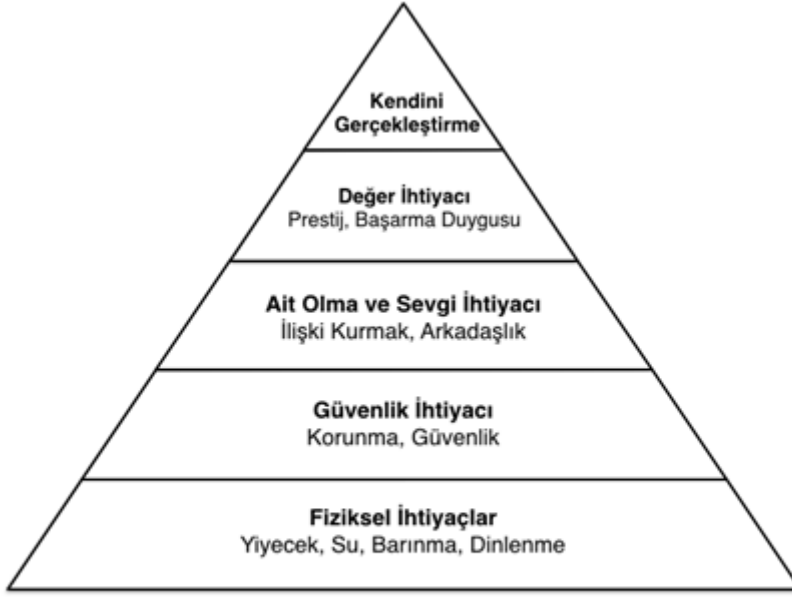 Kendini
Gerçekleştirme
Değer İhtiyacı
Prestij, Başarma Duygusu
Ait Olma ve Sevgi İhtiyacı
İlişki Kurmak, Arkadaşlık
Güvenlik İhtiyacı
Korunma, Güvenlik
Fiziksel İhtiyaçlar
Yiyecek, Su, Barınma, Dinlenme